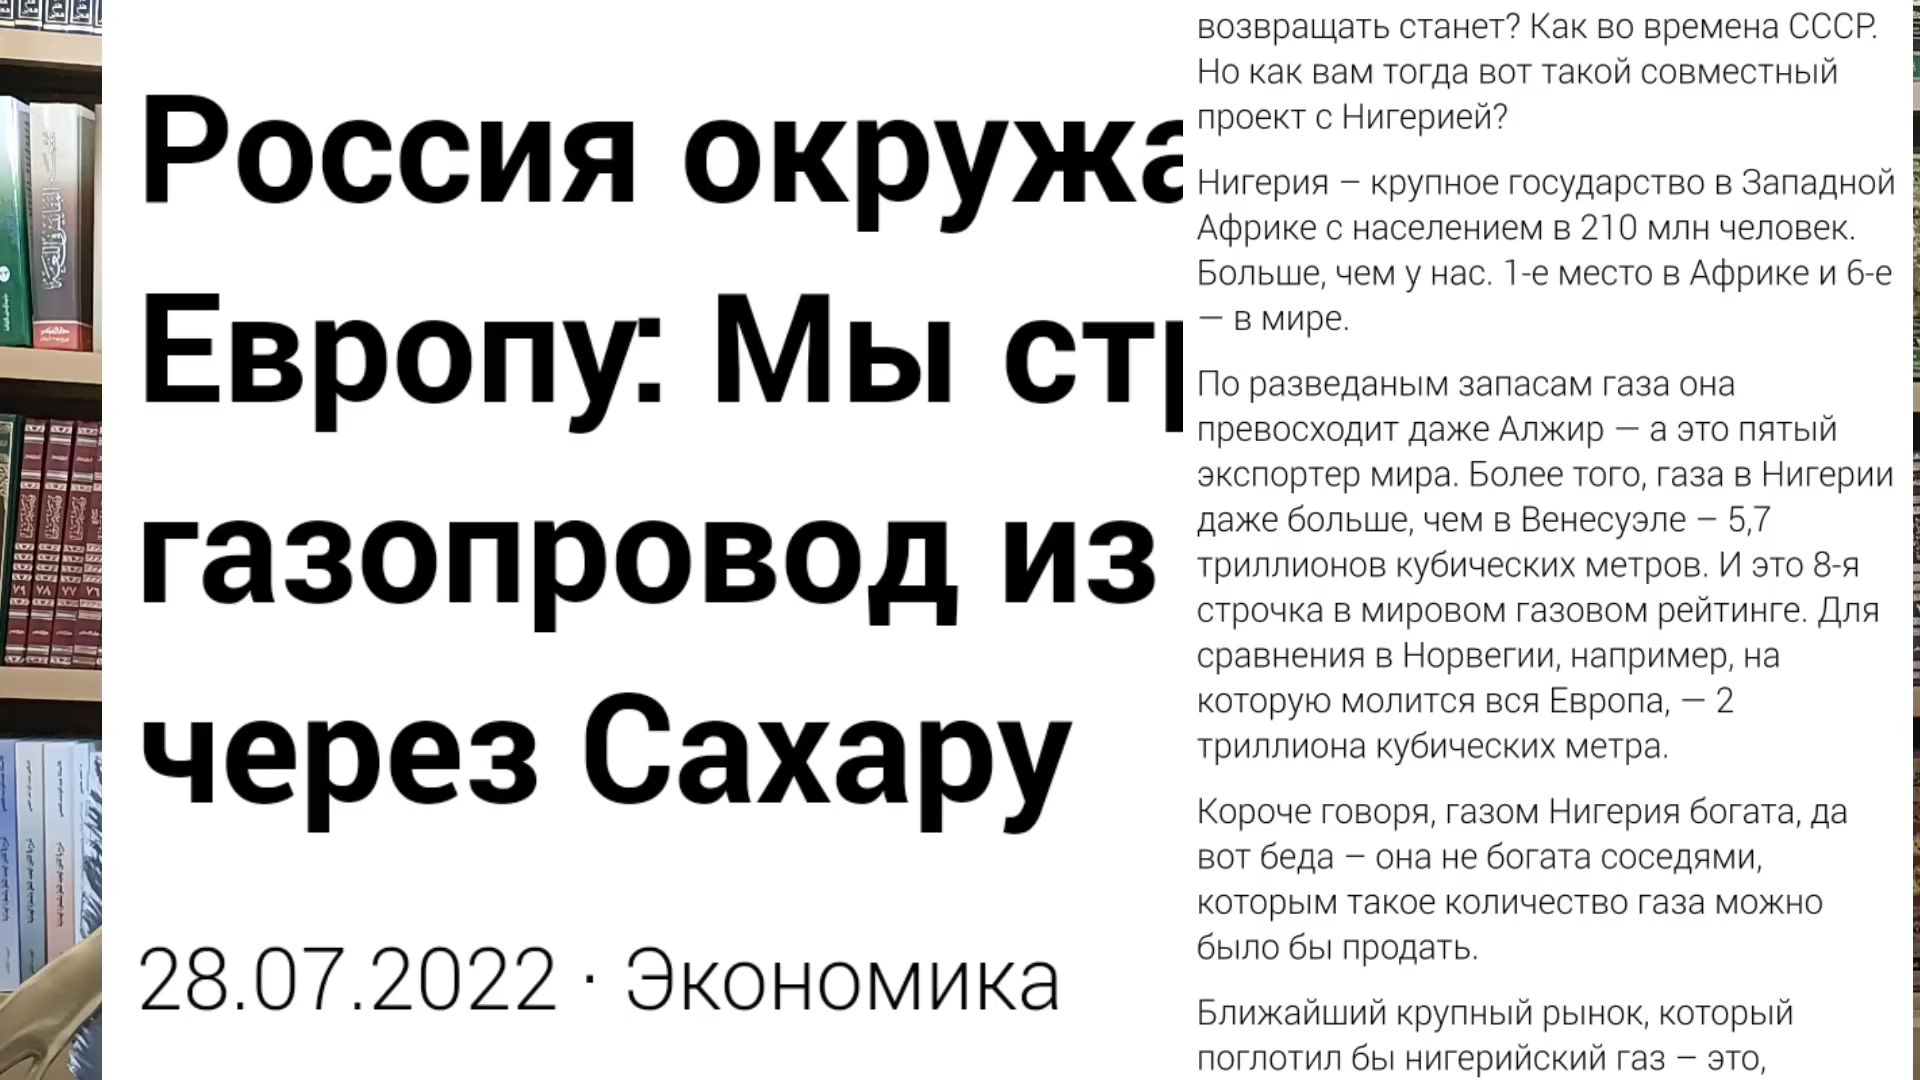 Россия окружа
Европу: Мы стр
газопровод из
через Сахару
28.07.2022 · Экономика
возвращать станет? Как во времена СССР.
Но как вам тогда вот такой совместный
проект с Нигерией?
Нигерия – крупное государство в Западной
Африке с населением в 210 млн человек.
Больше, чем у нас. 1-е место в Африке и 6-е
— в мире.
По разведаным запасам газа она
превосходит даже Алжир — а это пятый
экспортер мира. Более того, газа в Нигерии
даже больше, чем в Венесуэле – 5,7
триллионов кубических метров. И это 8-я
строчка в мировом газовом рейтинге. Для
сравнения в Норвегии, например, на
которую молится вся Европа, — 2
триллиона кубических метра.
Короче говоря, газом Нигерия богата, да
вот беда – она не богата соседями,
которым такое количество газа можно
было бы продать.
Ближайший крупный рынок, который
поглотил бы нигерийский газ – это,